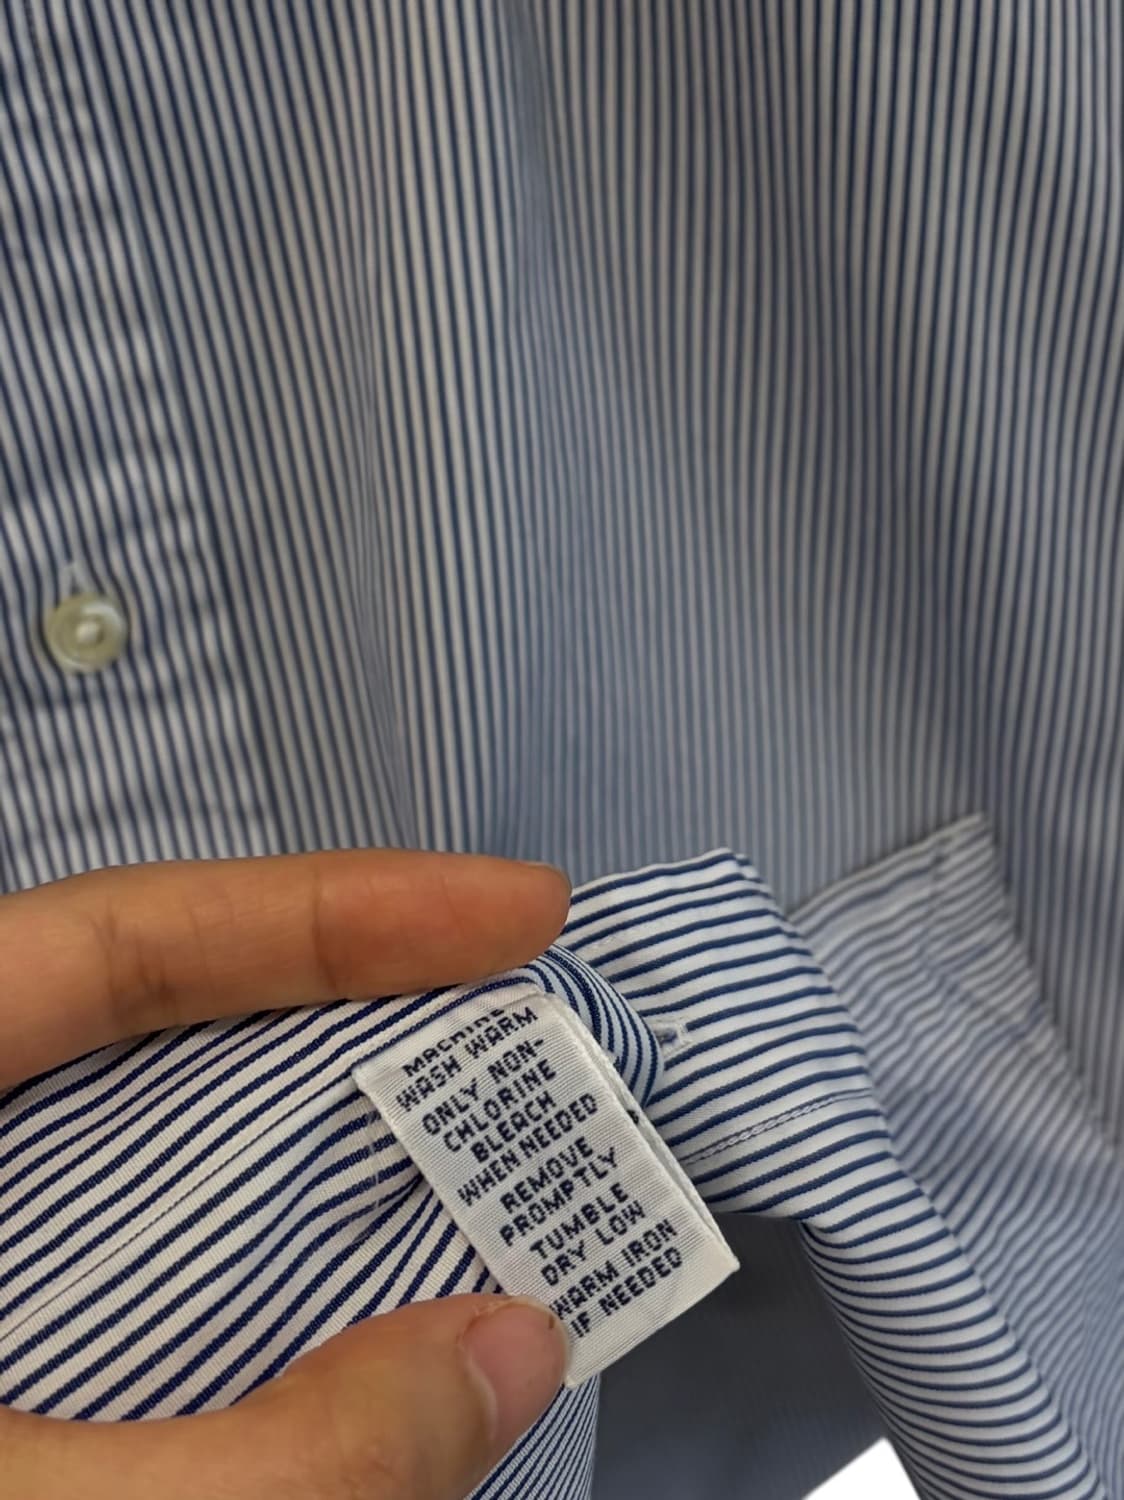 MACHINE
WASH WARM
ONLY NON-
CHLORINE
BLEACH
WHEN NEEDED
REMOVE
PROMPTLY
TUMBLE
DRY LOW
WARM IRON
IF NEEDED